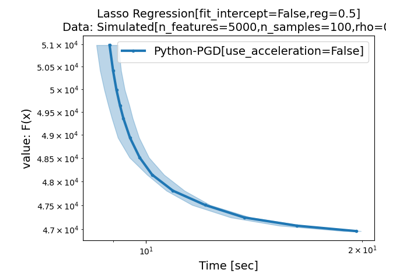 Lasso Regression[fit_intercept=False,reg=0.5]
Data: Simulated[n_features=5000,n_samples=100,rho=0
Python-PGD[use_acceleration=False]
value: F(x)
5.1 × 10⁴
5.05 × 10⁴
5 × 10⁴
4.95 × 10⁴
4.9 × 10⁴
4.85 × 10⁴
4.8 × 10⁴
4.75 × 10⁴
4.7 × 10⁴
10¹
2 × 10¹
Time [sec]